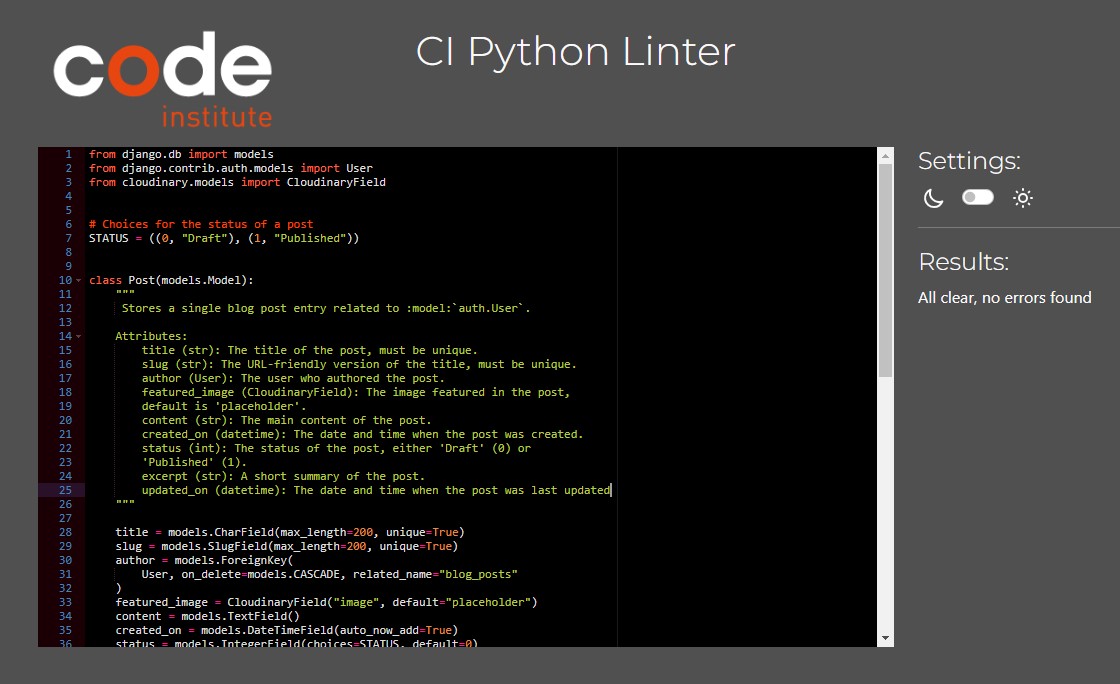 code
institute
CI Python Linter
1 from django.db import models
2 from django.contrib.auth.models import User
3 from cloudinary.models import CloudinaryField
4
5
6 # Choices for the status of a post
7 STATUS = ((0, "Draft"), (1, "Published"))
8
9
10 class Post(models.Model):
11     """
12      Stores a single blog post entry related to :model:`auth.User`.
13
14     Attributes:
15         title (str): The title of the post, must be unique.
16         slug (str): The URL-friendly version of the title, must be unique.
17         author (User): The user who authored the post.
18         featured_image (CloudinaryField): The image featured in the post,
19         default is 'placeholder'.
20         content (str): The main content of the post.
21         created_on (datetime): The date and time when the post was created.
22         status (int): The status of the post, either 'Draft' (0) or
23         'Published' (1).
24         excerpt (str): A short summary of the post.
25         updated_on (datetime): The date and time when the post was last updated
26     """
27
28     title = models.CharField(max_length=200, unique=True)
29     slug = models.SlugField(max_length=200, unique=True)
30     author = models.ForeignKey(
31         User, on_delete=models.CASCADE, related_name="blog_posts"
32     )
33     featured_image = CloudinaryField("image", default="placeholder")
34     content = models.TextField()
35     created_on = models.DateTimeField(auto_now_add=True)
36     status = models.IntegerField(choices=STATUS, default=0)
Settings:
Results:
All clear, no errors found